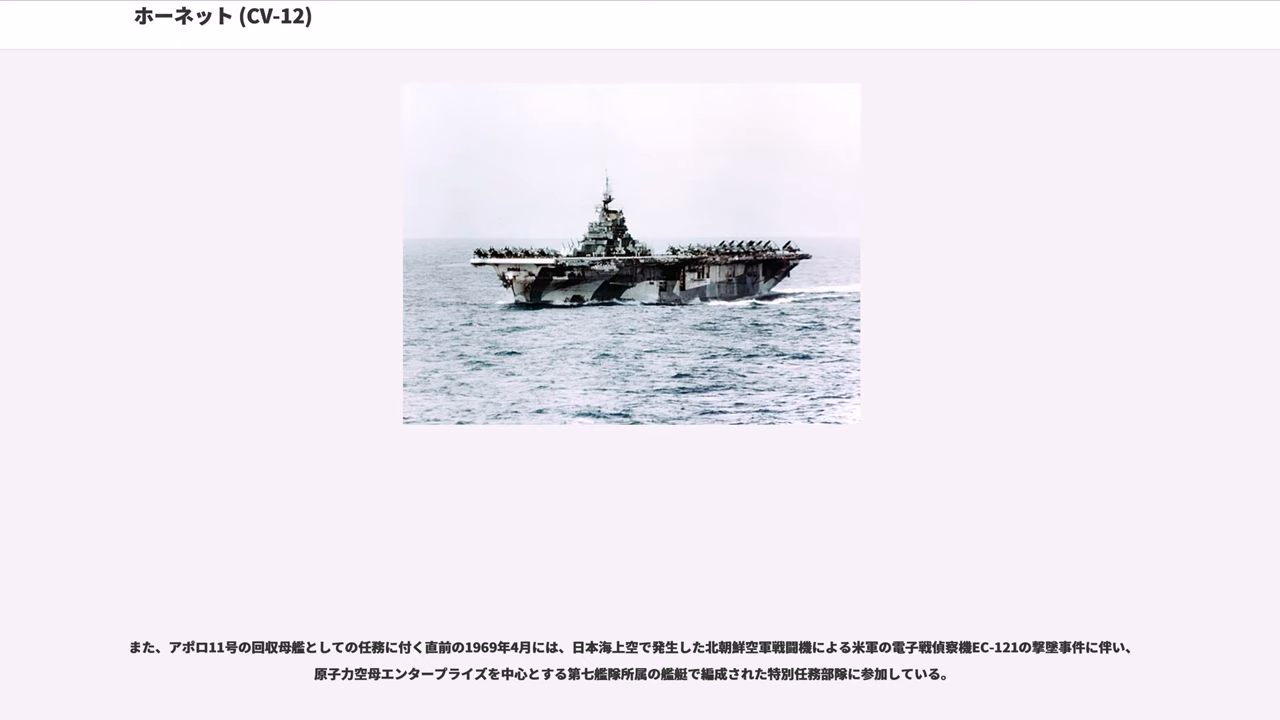 ホーネット (CV-12)
また、アポロ11号の回収母艦としての任務に付く直前の1969年4月には、日本海上空で発生した北朝鮮空軍戦闘機による米軍の電子戦偵察機EC-121の撃墜事件に伴い、
原子力空母エンタープライズを中心とする第七艦隊所属の艦艇で編成された特別任務部隊に参加している。